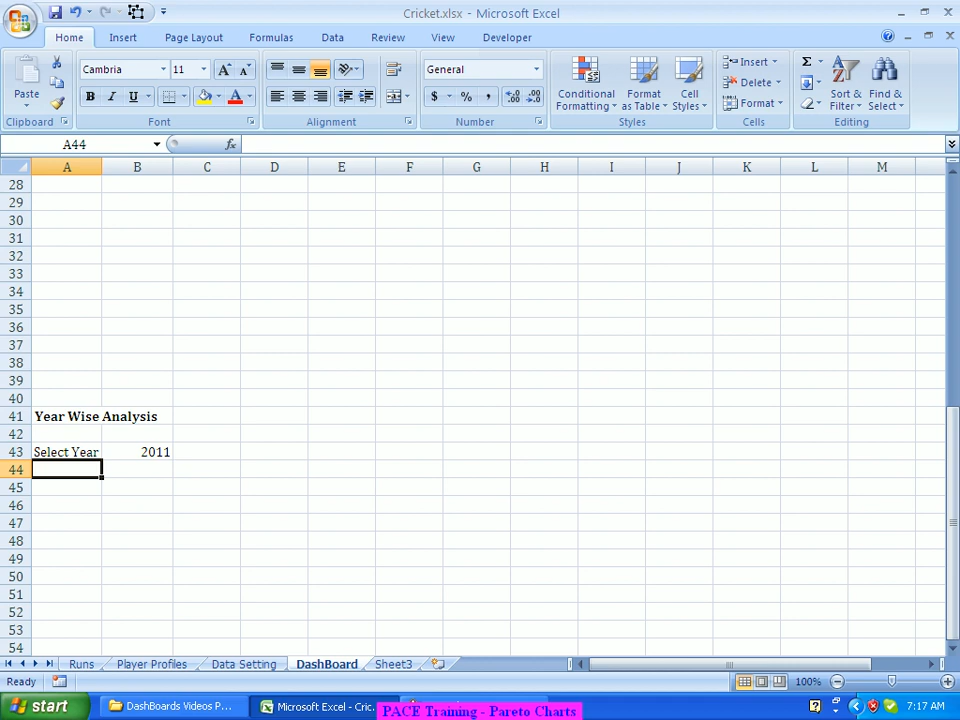 Cricket.xlsx - Microsoft Excel
Home Insert Page Layout Formulas Data Review View Developer
Paste
Cambria 11
General
Conditional Formatting
Format as Table
Cell Styles
Insert
Delete
Format
Sort & Filter
Find & Select
Clipboard Font Alignment Number Styles Cells Editing
A44
A B C D E F G H I J K L M
28
29
30
31
32
33
34
35
36
37
38
39
40
41 Year Wise Analysis
42
43 Select Year 2011
44
45
46
47
48
49
50
51
52
53
54
Runs Player Profiles Data Setting DashBoard Sheet3
Ready 100%
start DashBoards Videos P... Microsoft Excel - Cric... 7:17 AM
PACE Training - Pareto Charts